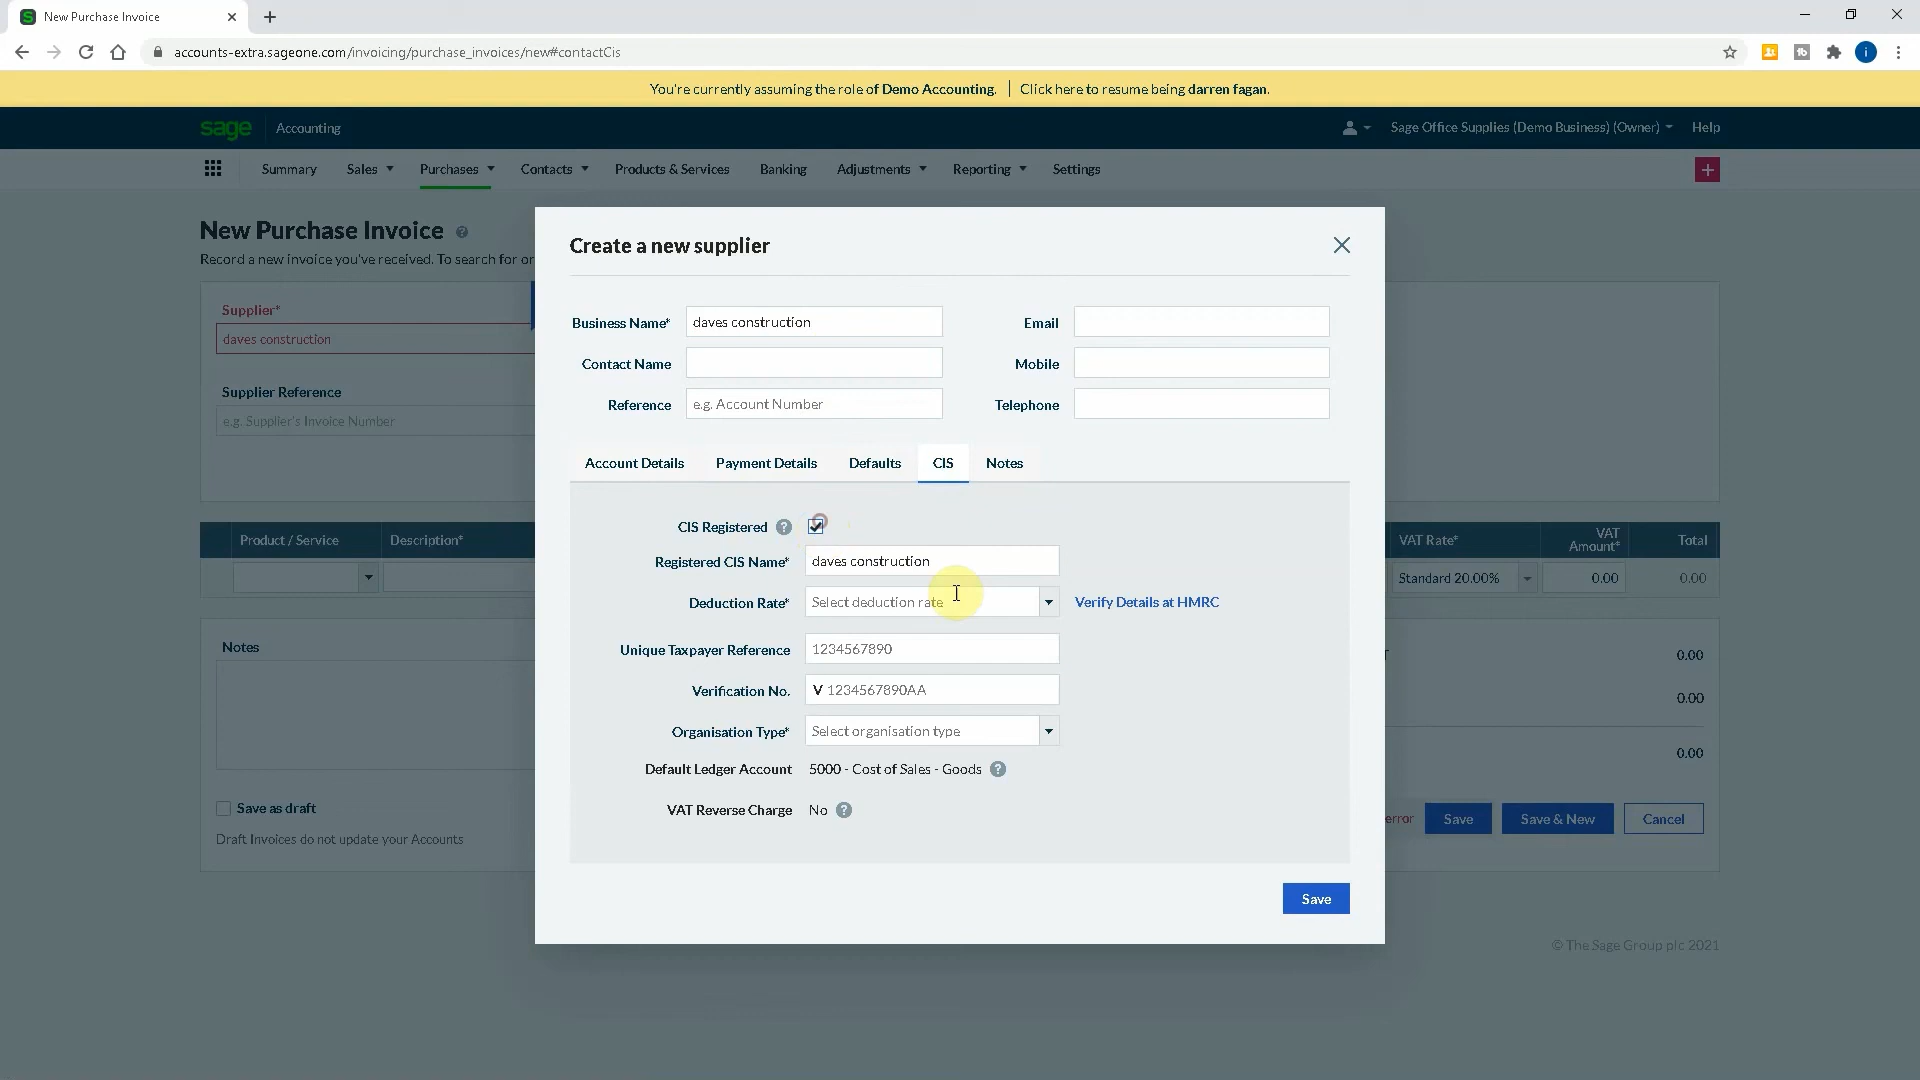 New Purchase Invoice
accounts-extra.sageone.com/invoicing/purchase_invoices/new#contactCis
You're currently assuming the role of Demo Accounting. Click here to resume being darren fagan.
sage Accounting Sage Office Supplies (Demo Business) (Owner) Help
Summary Sales Purchases Contacts Products & Services Banking Adjustments Reporting Settings
New Purchase Invoice ?
Record a new invoice you've received. To search for or
Supplier*
daves construction
Supplier Reference
e.g. Supplier's Invoice Number
Create a new supplier
Business Name* daves construction Email
Contact Name Mobile
Reference e.g. Account Number Telephone
Account Details Payment Details Defaults CIS Notes
CIS Registered ?
Registered CIS Name* daves construction
Deduction Rate* Select deduction rate Verify Details at HMRC
Unique Taxpayer Reference 1234567890
Verification No. V 1234567890AA
Organisation Type* Select organisation type
Default Ledger Account 5000 - Cost of Sales - Goods ?
VAT Reverse Charge No ?
Save
Product / Service Description* VAT Rate* VAT Amount* Total
Standard 20.00% 0.00 0.00
Notes
0.00
0.00
0.00
Save as draft
Draft Invoices do not update your Accounts
error Save Save & New Cancel
© The Sage Group plc 2021